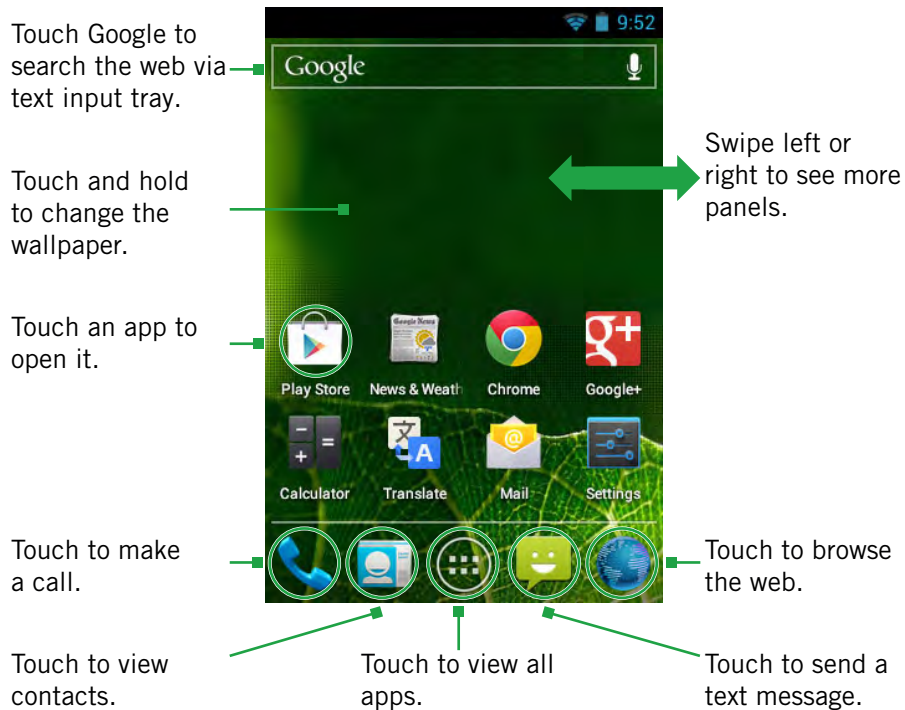 9:52
Touch Google to
search the web via
text input tray.
Google
Swipe left or
right to see more
panels.
Touch and hold
to change the
wallpaper.
Touch an app to
open it.
Google News
g+
Play Store
News & Weath
Chrome
Google+
文
A
@
Calculator
Translate
Mail
Settings
Touch to make
a call.
Touch to browse
the web.
Touch to view
contacts.
Touch to view all
apps.
Touch to send a
text message.